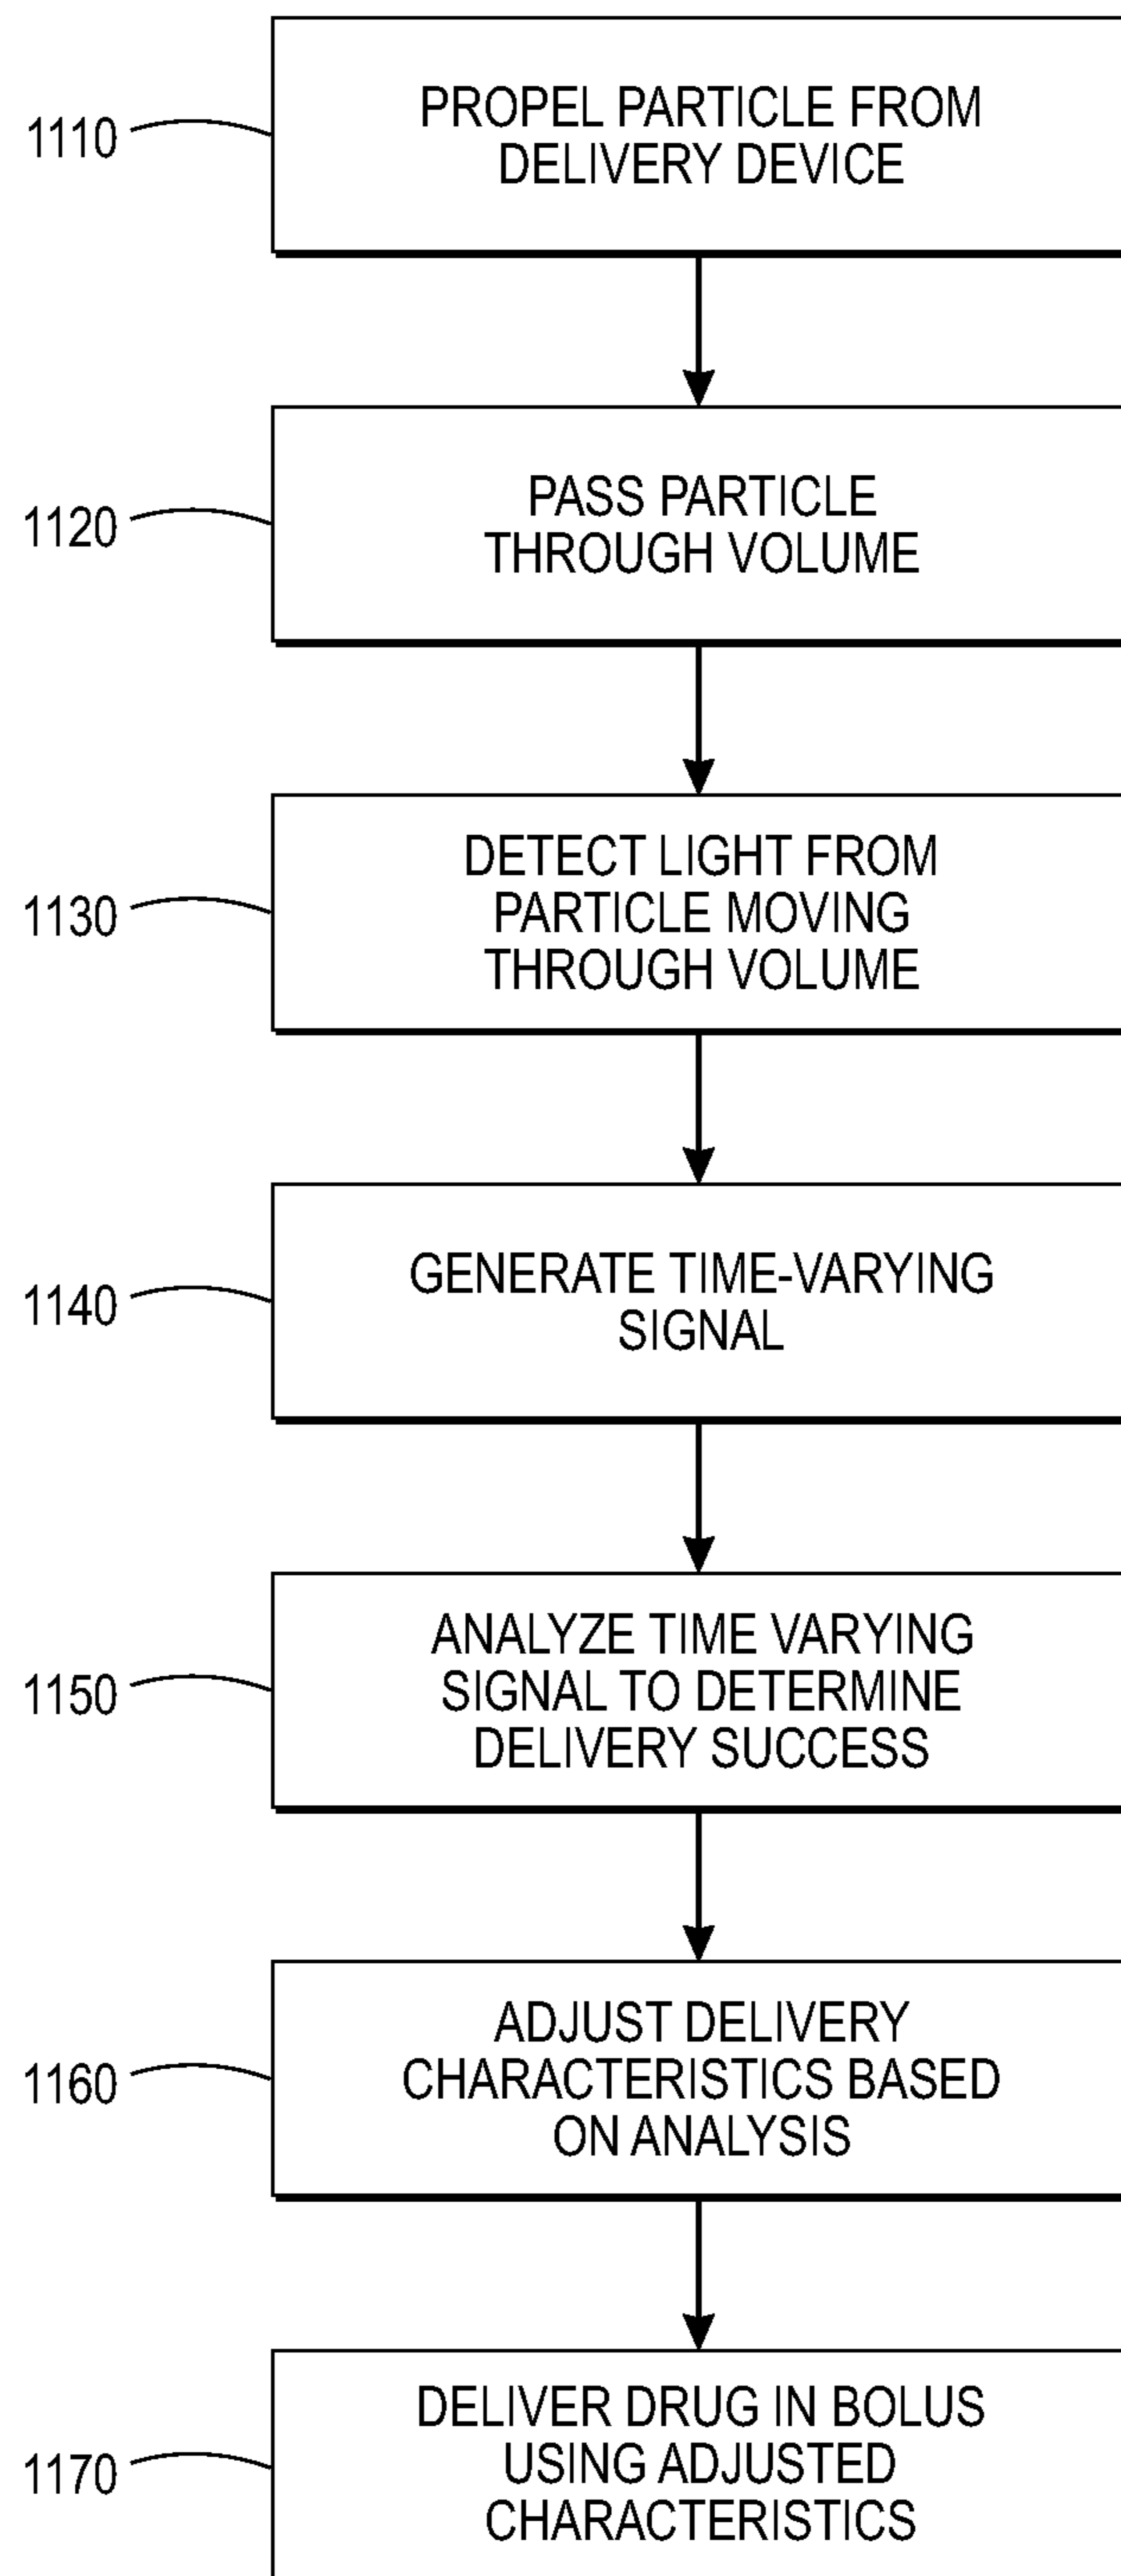 1110
PROPEL PARTICLE FROM
DELIVERY DEVICE
1120
PASS PARTICLE
THROUGH VOLUME
1130
DETECT LIGHT FROM
PARTICLE MOVING
THROUGH VOLUME
1140
GENERATE TIME-VARYING
SIGNAL
1150
ANALYZE TIME VARYING
SIGNAL TO DETERMINE
DELIVERY SUCCESS
1160
ADJUST DELIVERY
CHARACTERISTICS BASED
ON ANALYSIS
1170
DELIVER DRUG IN BOLUS
USING ADJUSTED
CHARACTERISTICS